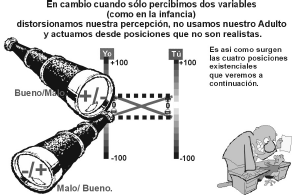 En cambio cuando sólo percibimos dos variables
(como en la infancia)
distorsionamos nuestra percepción, no usamos nuestro Adulto
y actuamos desde posiciones que no son realistas.
Yo
Tú
+100
+100
Es asi como surgen
las cuatro posiciones
existenciales
que veremos a
continuación.
Bueno/Malo.
+/-
0
0
-/+
-100
-100
Malo/ Bueno.